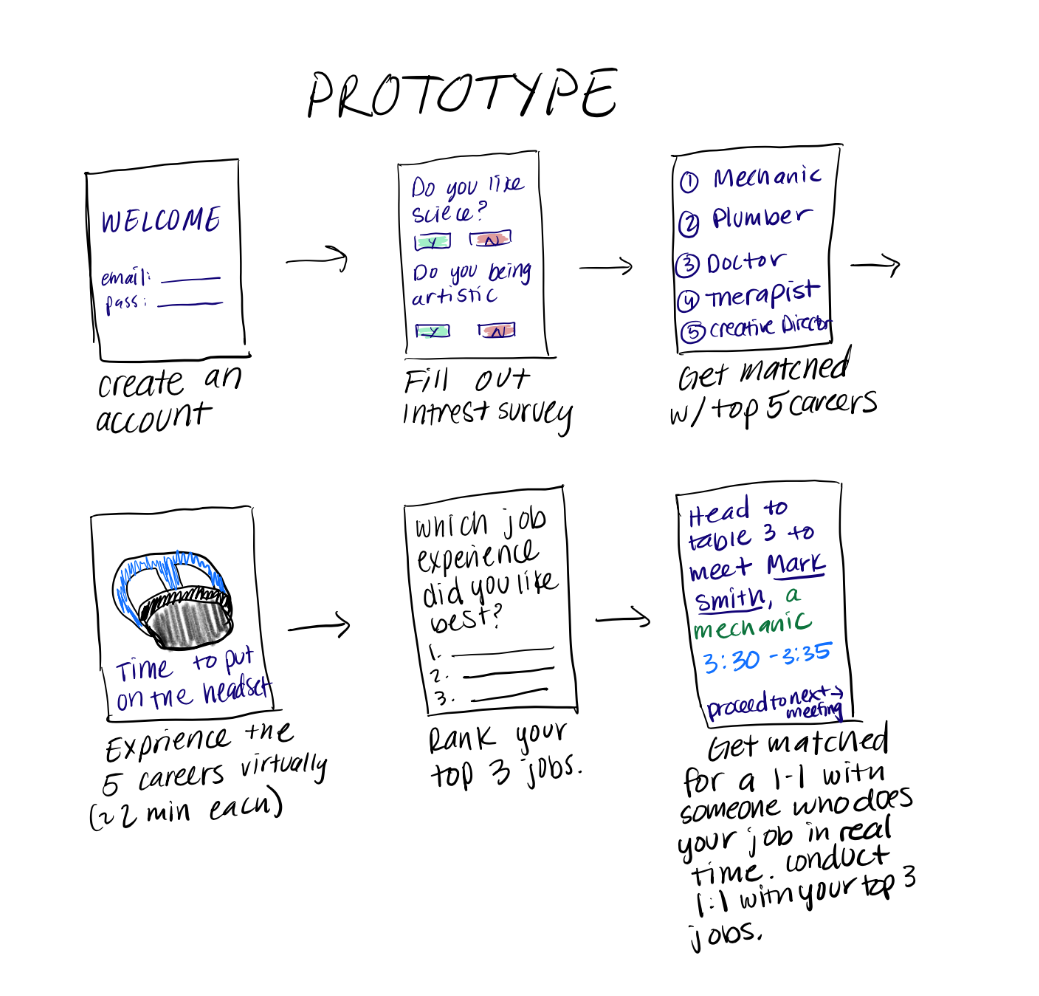 PROTOTYPE
WELCOME
email:
pass:
create an
account
Do you like
sciece?
Y N
Do you being
artistic
Y N
Fill out
intrest survey
① Mechanic
② Plumber
③ Doctor
④ Therapist
⑤ Creative Director
Get matched
w/ top 5 careers
Time to put
on the headset
Exprience the
5 careers virtually
(~2 min each)
which job
experience
did you like
best?
1.
2.
3.
Rank your
top 3 jobs.
Head to
table 3 to
meet Mark
Smith, a
mechanic
3:30 - 3:35
proceed to next →
meeting
Get matched
for a 1-1 with
someone who does
your job in real
time. conduct
1:1 with your top 3
jobs.